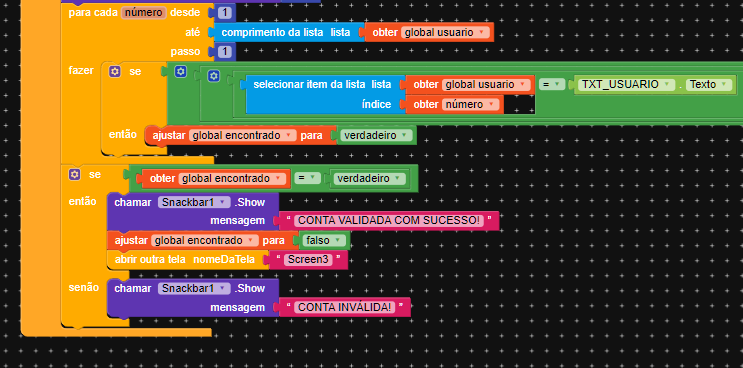 para cada número desde 1
até comprimento da lista lista obter global usuario
passo 1
fazer se selecionar item da lista lista obter global usuario = TXT_USUARIO . Texto
índice obter número
então ajustar global encontrado para verdadeiro
se obter global encontrado = verdadeiro
então chamar Snackbar1 .Show
mensagem “ CONTA VALIDADA COM SUCESSO! ”
ajustar global encontrado para falso
abrir outra tela nomeDaTela “ Screen3 ”
senão chamar Snackbar1 .Show
mensagem “ CONTA INVÁLIDA! ”